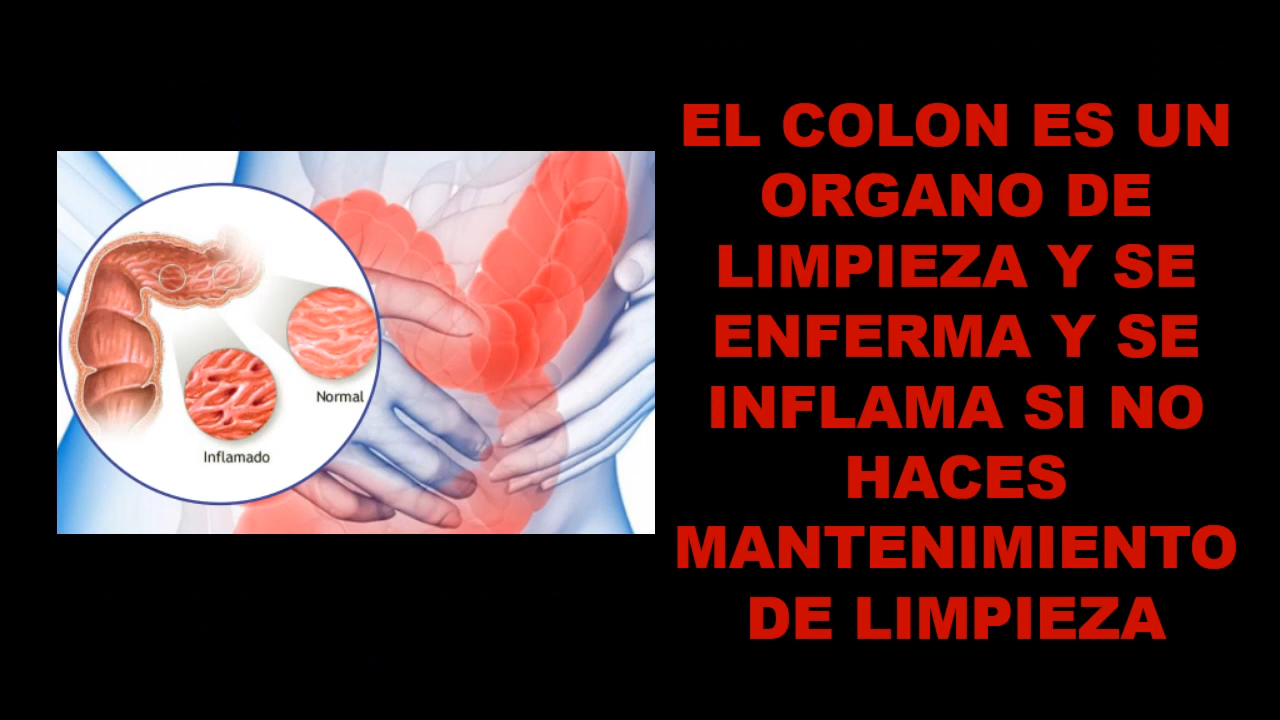 Normal
Inflamado
EL COLON ES UN
ORGANO DE
LIMPIEZA Y SE
ENFERMA Y SE
INFLAMA SI NO
HACES
MANTENIMIENTO
DE LIMPIEZA